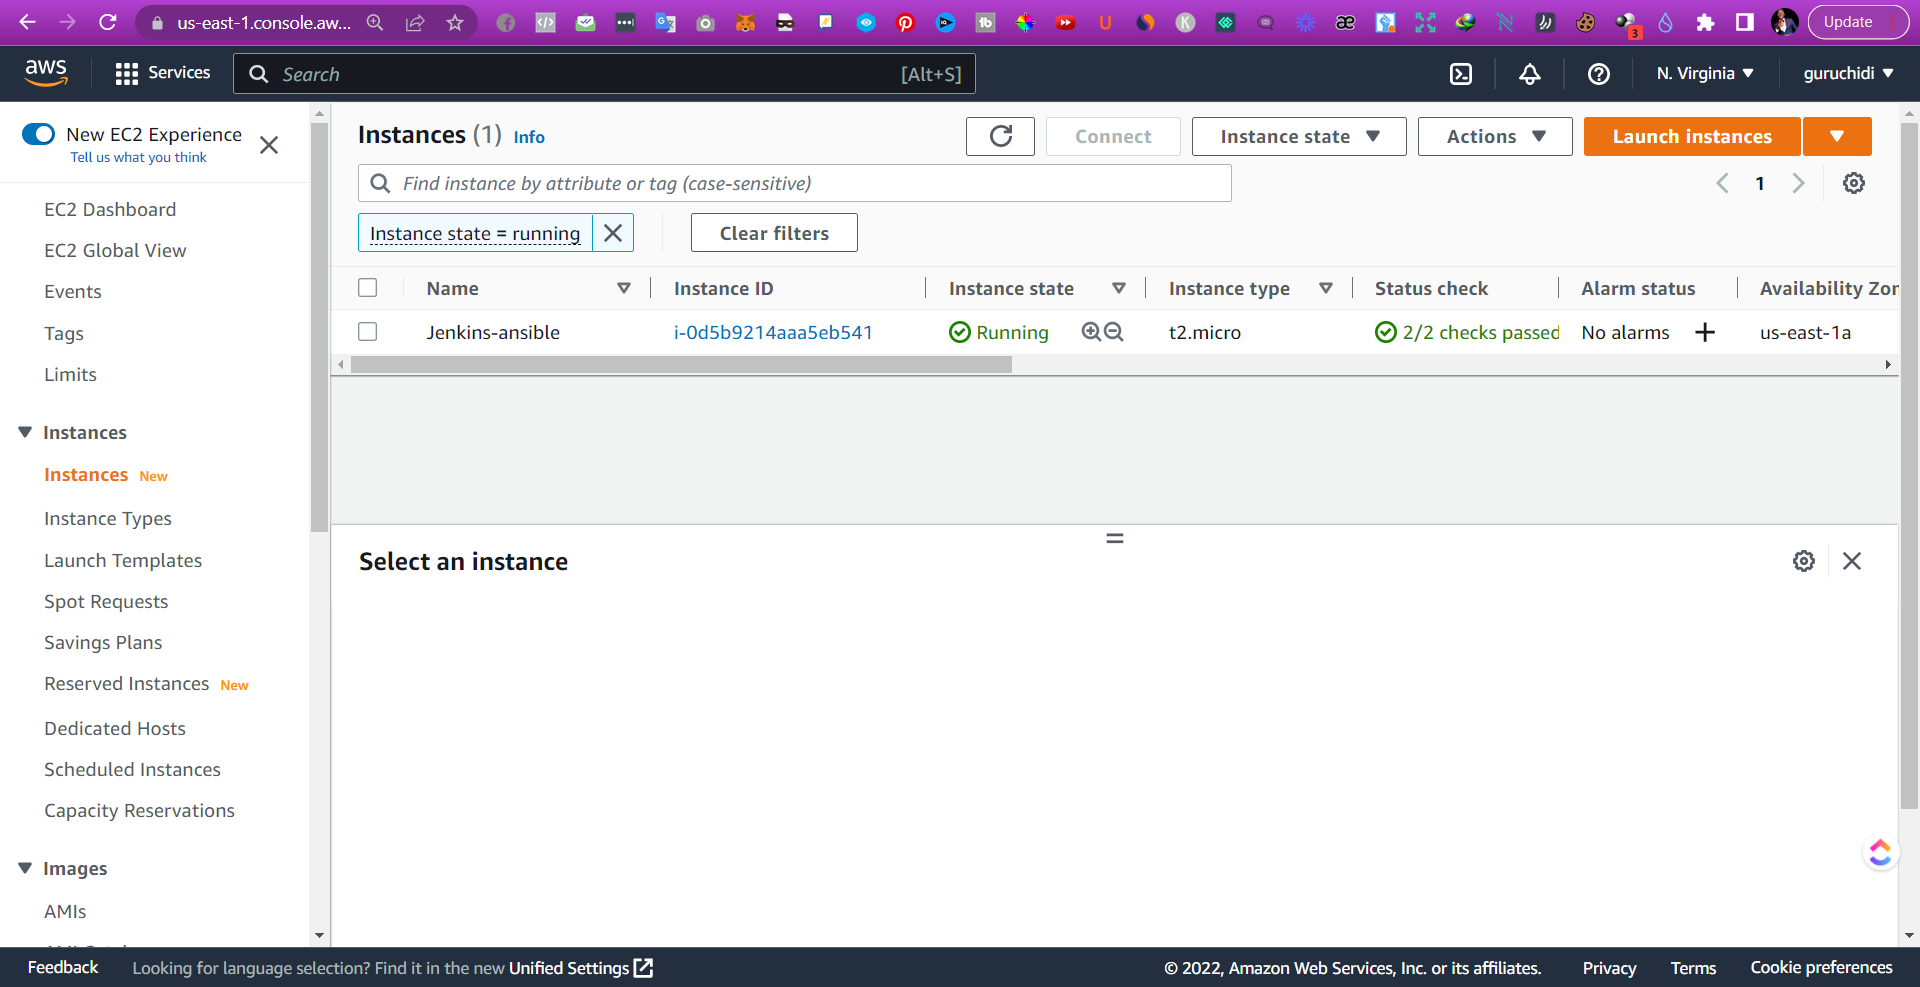 us-east-1.console.aw...
Update
aws
Services
Search
[Alt+S]
N. Virginia
guruchidi
New EC2 Experience
Tell us what you think
EC2 Dashboard
EC2 Global View
Events
Tags
Limits
Instances
Instances New
Instance Types
Launch Templates
Spot Requests
Savings Plans
Reserved Instances New
Dedicated Hosts
Scheduled Instances
Capacity Reservations
Images
AMIs
Instances (1) Info
Connect
Instance state
Actions
Launch instances
Find instance by attribute or tag (case-sensitive)
1
Instance state = running
Clear filters
Name Instance ID Instance state Instance type Status check Alarm status Availability Zon
Jenkins-ansible i-0d5b9214aaa5eb541 Running t2.micro 2/2 checks passed No alarms + us-east-1a
Select an instance
Feedback
Looking for language selection? Find it in the new Unified Settings
© 2022, Amazon Web Services, Inc. or its affiliates.
Privacy
Terms
Cookie preferences